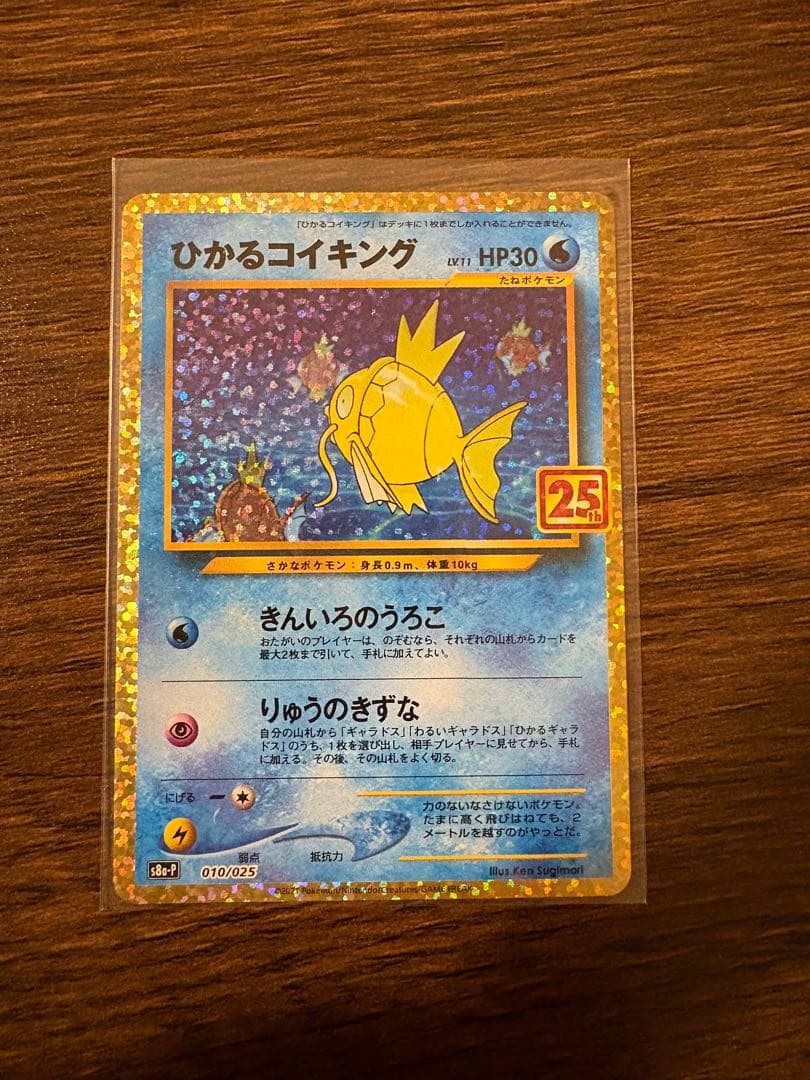 「ひかるコイキング」はデッキに1枚までしか入れることができません。
ひかるコイキング LV.11 HP30
たねポケモン
25th
さかなポケモン：身長0.9m、体重10kg
きんいろのうろこ
おたがいのプレイヤーは、のぞむなら、それぞれの山札からカードを
最大2枚まで引いて、手札に加えてよい。
りゅうのきずな
自分の山札から「ギャラドス」「わるいギャラドス」「ひかるギャラ
ドス」のうち、1枚を選び出し、相手プレイヤーに見せてから、手札
に加える。その後、その山札をよく切る。
にげる
力のないなさけないポケモン。
たまに高く飛びはねても、2
メートルを越すのがやっとだ。
弱点 抵抗力
s8a-P 010/025
Illus.Ken Sugimori
©2021 Pokémon/Nintendo/Creatures/GAME FREAK